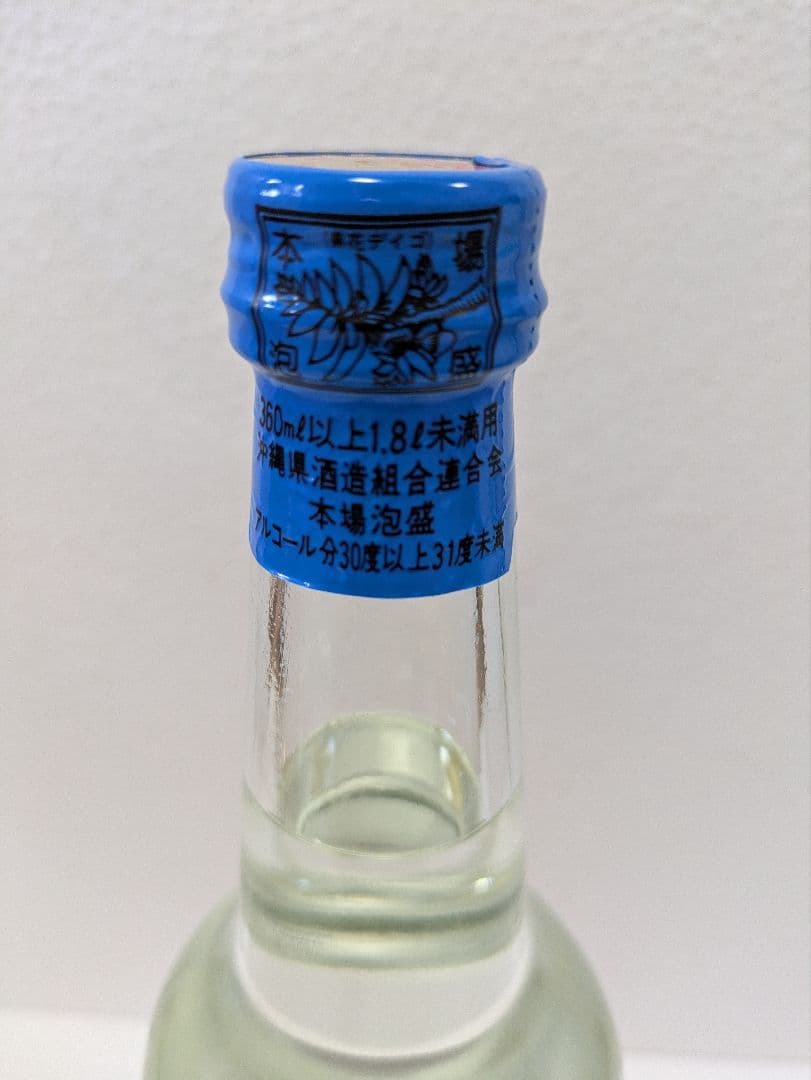 本 県花デイゴ 場
泡 盛
360mℓ以上1.8ℓ未満用
沖縄県酒造組合連合会
本場泡盛
アルコール分30度以上31度未満